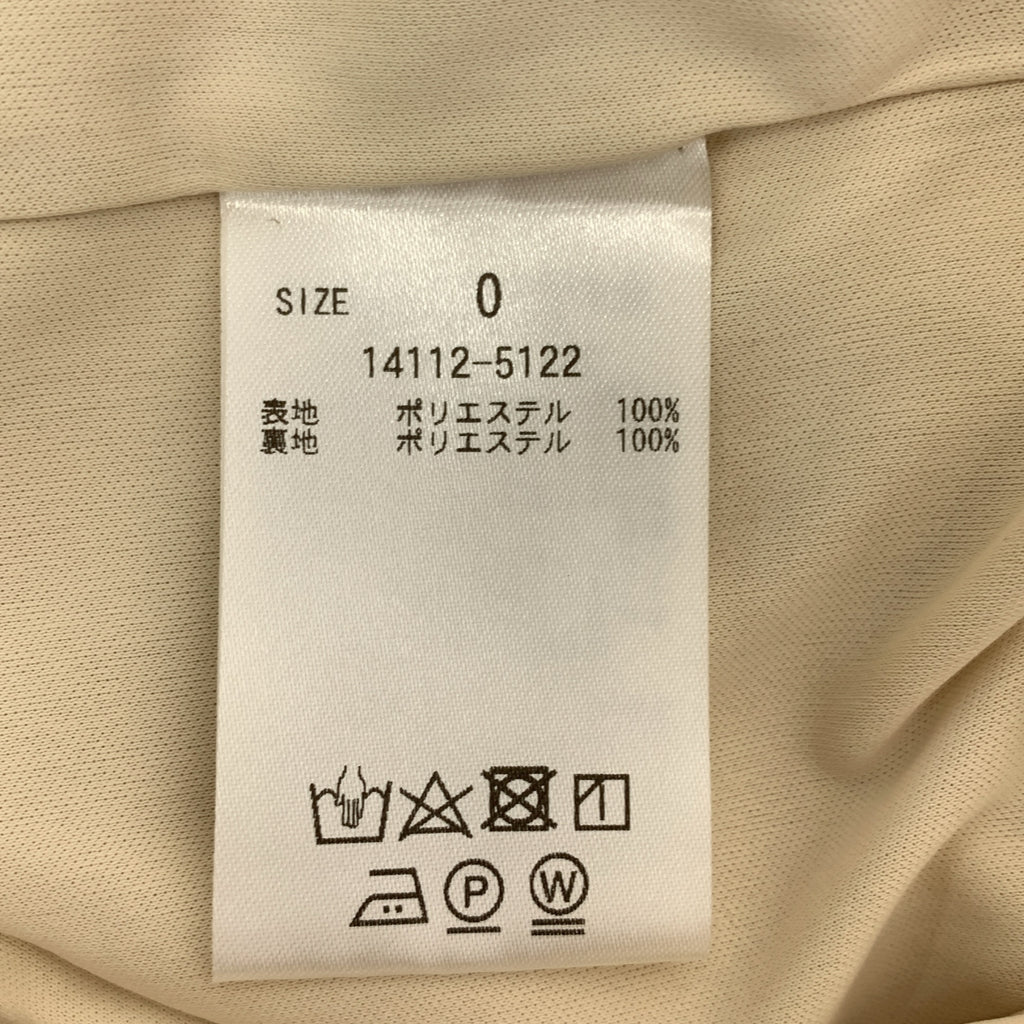 SIZE 0
14112-5122
表地 ポリエステル 100%
裏地 ポリエステル 100%
P W